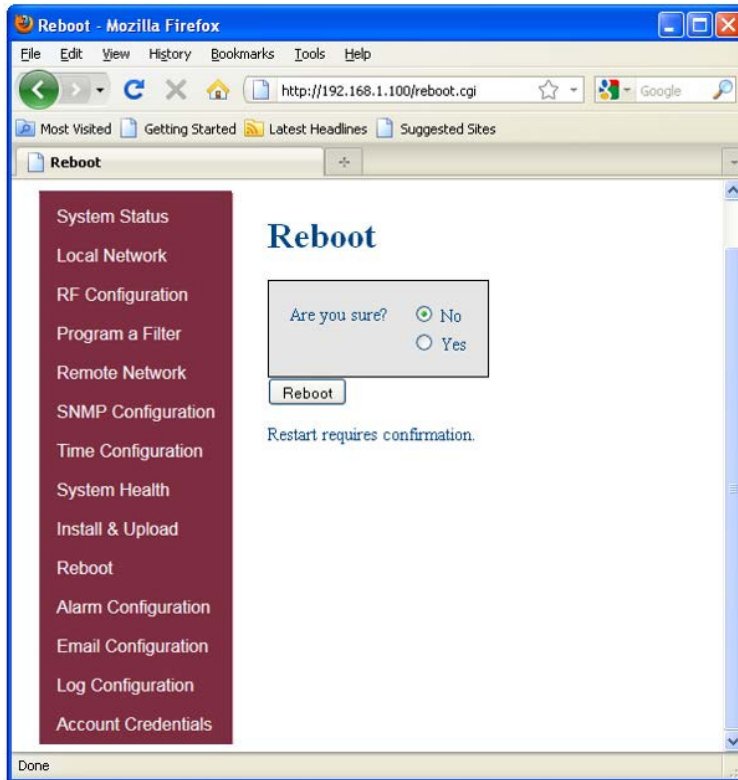 Reboot - Mozilla Firefox
File Edit View History Bookmarks Tools Help
http://192.168.1.100/reboot.cgi Google
Most Visited Getting Started Latest Headlines Suggested Sites
Reboot
System Status
Local Network
RF Configuration
Program a Filter
Remote Network
SNMP Configuration
Time Configuration
System Health
Install & Upload
Reboot
Alarm Configuration
Email Configuration
Log Configuration
Account Credentials
Reboot
Are you sure? No
Yes
Reboot
Restart requires confirmation.
Done